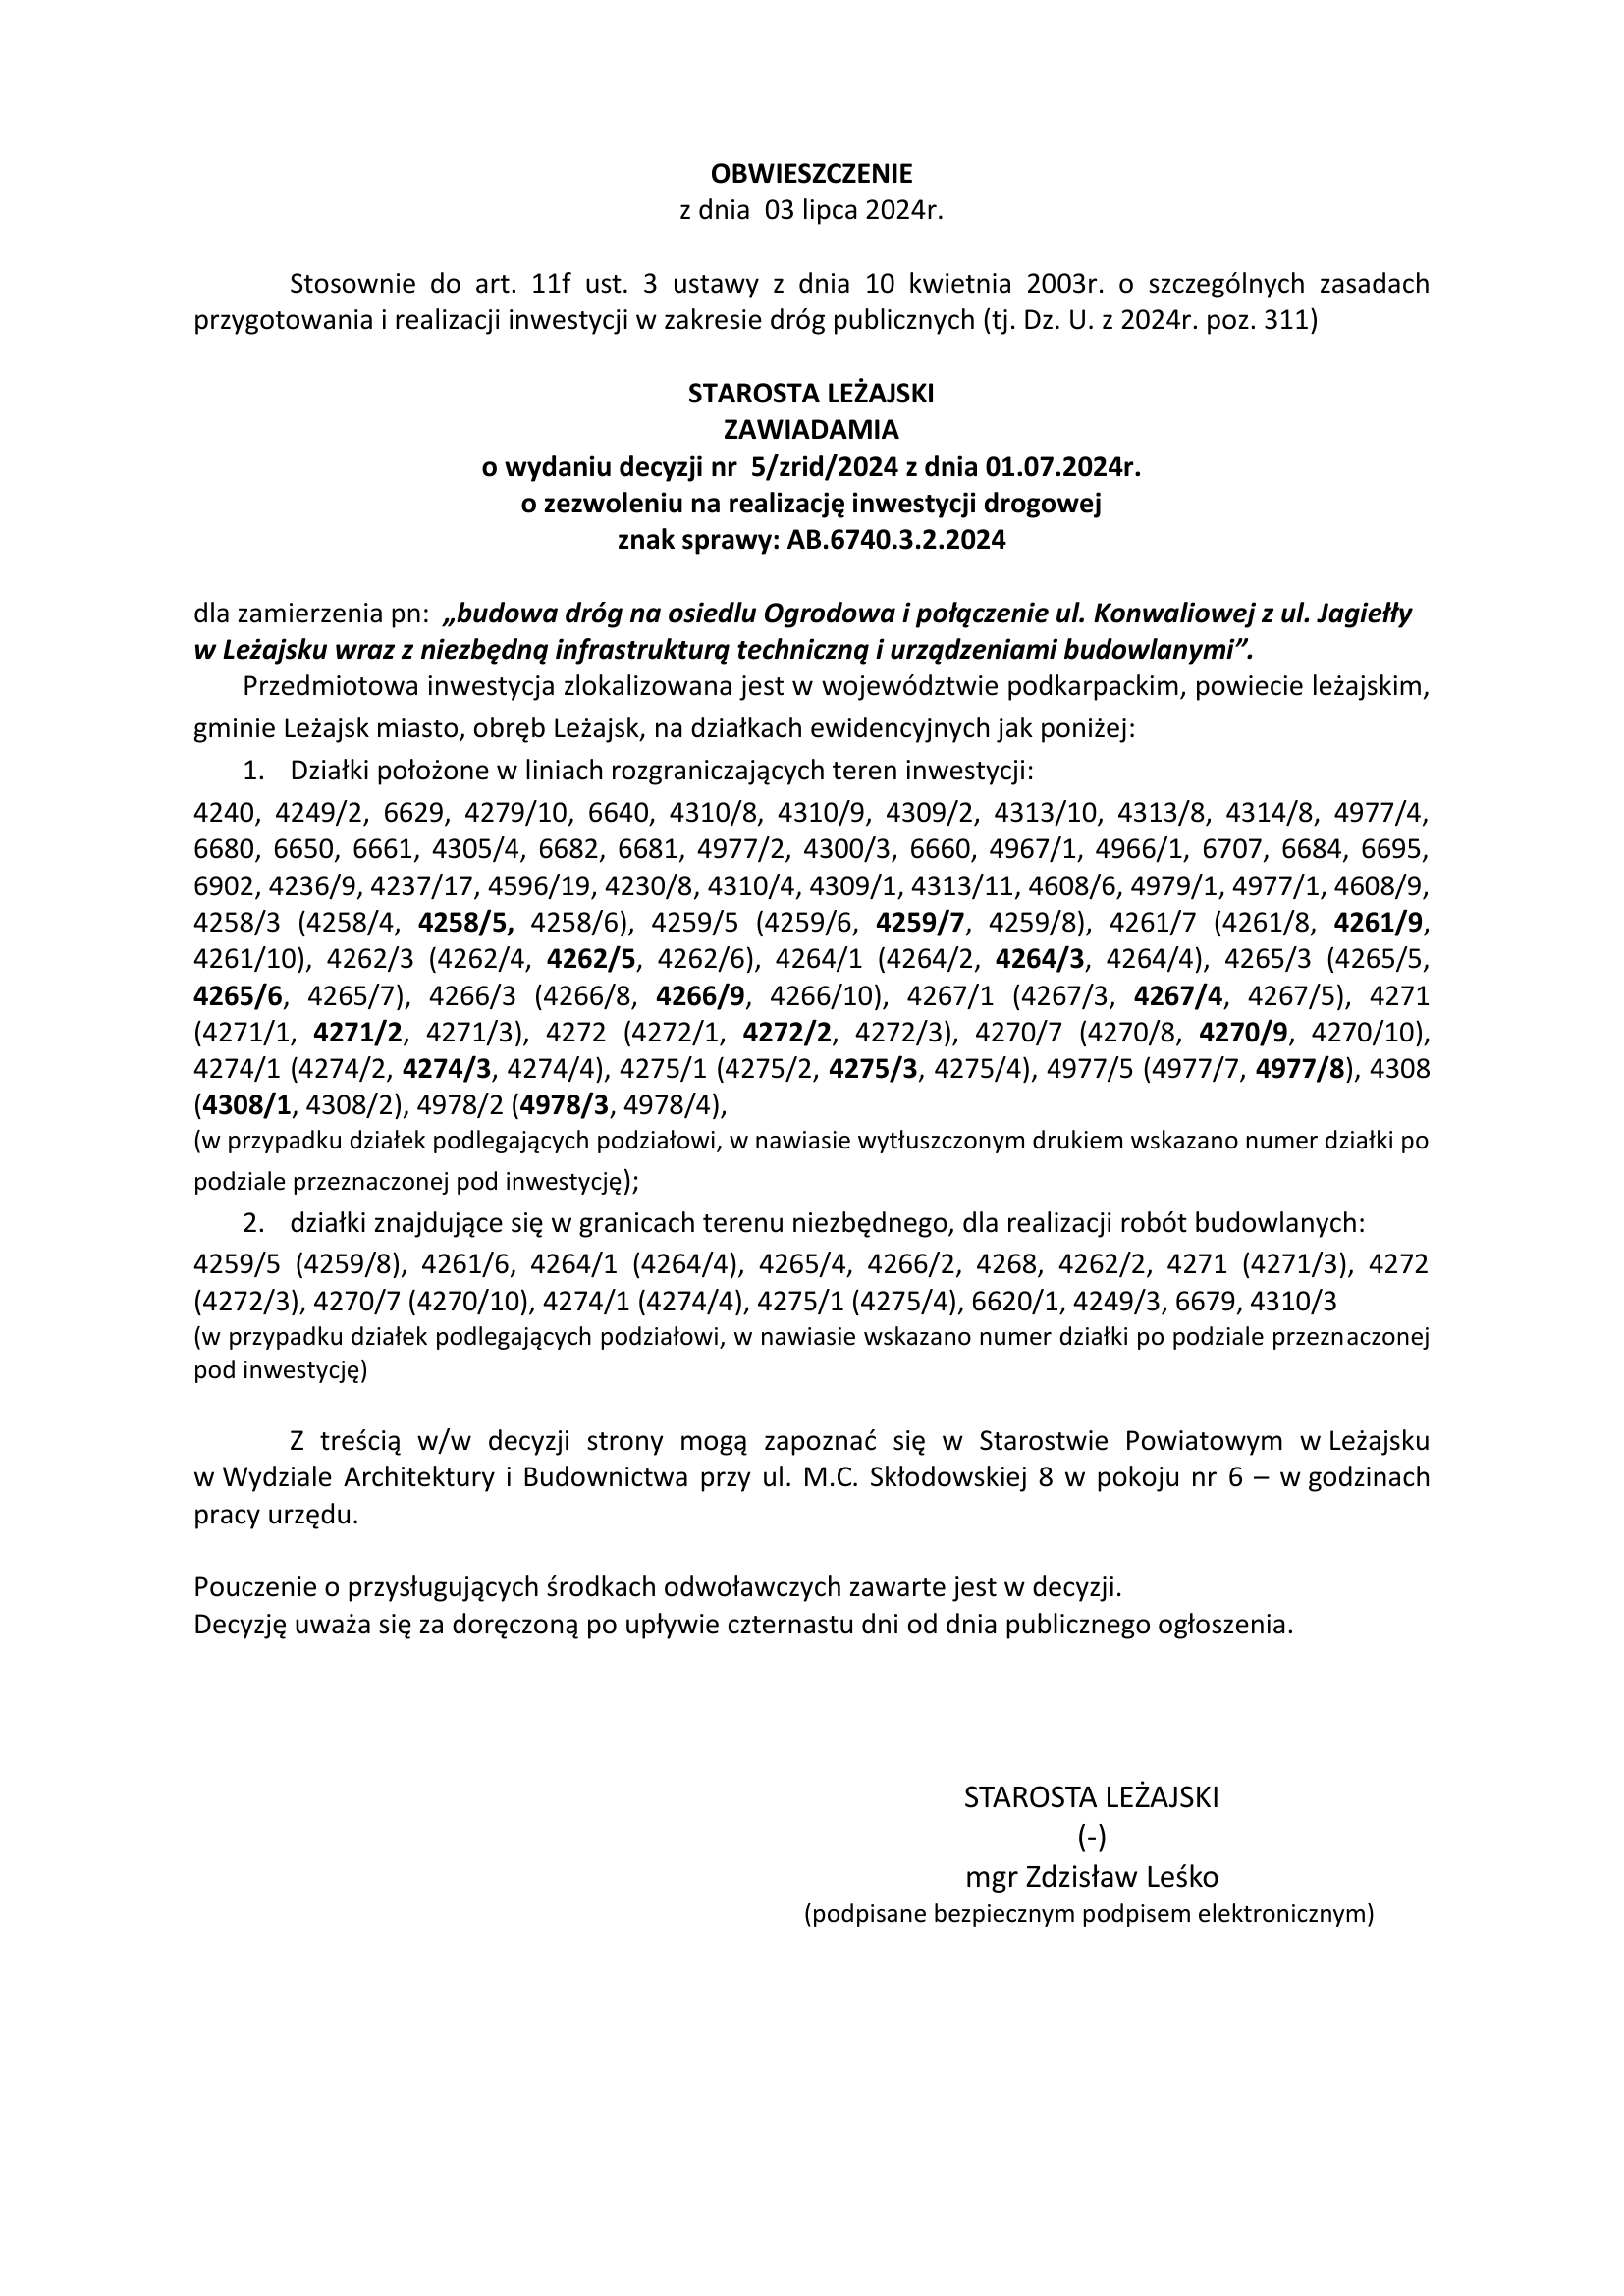 OBWIESZCZENIE
z dnia  03 lipca 2024r.
Stosownie do art. 11f ust. 3 ustawy z dnia 10 kwietnia 2003r. o szczególnych zasadach
przygotowania i realizacji inwestycji w zakresie dróg publicznych (tj. Dz. U. z 2024r. poz. 311)
STAROSTA LEŻAJSKI
ZAWIADAMIA
o wydaniu decyzji nr  5/zrid/2024 z dnia 01.07.2024r.
o zezwoleniu na realizację inwestycji drogowej
znak sprawy: AB.6740.3.2.2024
dla zamierzenia pn:  „budowa dróg na osiedlu Ogrodowa i połączenie ul. Konwaliowej z ul. Jagiełły
w Leżajsku wraz z niezbędną infrastrukturą techniczną i urządzeniami budowlanymi”.
Przedmiotowa inwestycja zlokalizowana jest w województwie podkarpackim, powiecie leżajskim,
gminie Leżajsk miasto, obręb Leżajsk, na działkach ewidencyjnych jak poniżej:
1. Działki położone w liniach rozgraniczających teren inwestycji:
4240, 4249/2, 6629, 4279/10, 6640, 4310/8, 4310/9, 4309/2, 4313/10, 4313/8, 4314/8, 4977/4,
6680, 6650, 6661, 4305/4, 6682, 6681, 4977/2, 4300/3, 6660, 4967/1, 4966/1, 6707, 6684, 6695,
6902, 4236/9, 4237/17, 4596/19, 4230/8, 4310/4, 4309/1, 4313/11, 4608/6, 4979/1, 4977/1, 4608/9,
4258/3 (4258/4, 4258/5, 4258/6), 4259/5 (4259/6, 4259/7, 4259/8), 4261/7 (4261/8, 4261/9,
4261/10), 4262/3 (4262/4, 4262/5, 4262/6), 4264/1 (4264/2, 4264/3, 4264/4), 4265/3 (4265/5,
4265/6, 4265/7), 4266/3 (4266/8, 4266/9, 4266/10), 4267/1 (4267/3, 4267/4, 4267/5), 4271
(4271/1, 4271/2, 4271/3), 4272 (4272/1, 4272/2, 4272/3), 4270/7 (4270/8, 4270/9, 4270/10),
4274/1 (4274/2, 4274/3, 4274/4), 4275/1 (4275/2, 4275/3, 4275/4), 4977/5 (4977/7, 4977/8), 4308
(4308/1, 4308/2), 4978/2 (4978/3, 4978/4),
(w przypadku działek podlegających podziałowi, w nawiasie wytłuszczonym drukiem wskazano numer działki po
podziale przeznaczonej pod inwestycję);
2. działki znajdujące się w granicach terenu niezbędnego, dla realizacji robót budowlanych:
4259/5 (4259/8), 4261/6, 4264/1 (4264/4), 4265/4, 4266/2, 4268, 4262/2, 4271 (4271/3), 4272
(4272/3), 4270/7 (4270/10), 4274/1 (4274/4), 4275/1 (4275/4), 6620/1, 4249/3, 6679, 4310/3
(w przypadku działek podlegających podziałowi, w nawiasie wskazano numer działki po podziale przeznaczonej
pod inwestycję)
Z treścią w/w decyzji strony mogą zapoznać się w Starostwie Powiatowym w Leżajsku
w Wydziale Architektury i Budownictwa przy ul. M.C. Skłodowskiej 8 w pokoju nr 6 – w godzinach
pracy urzędu.
Pouczenie o przysługujących środkach odwoławczych zawarte jest w decyzji.
Decyzję uważa się za doręczoną po upływie czternastu dni od dnia publicznego ogłoszenia.
STAROSTA LEŻAJSKI
(-)
mgr Zdzisław Leśko
(podpisane bezpiecznym podpisem elektronicznym)